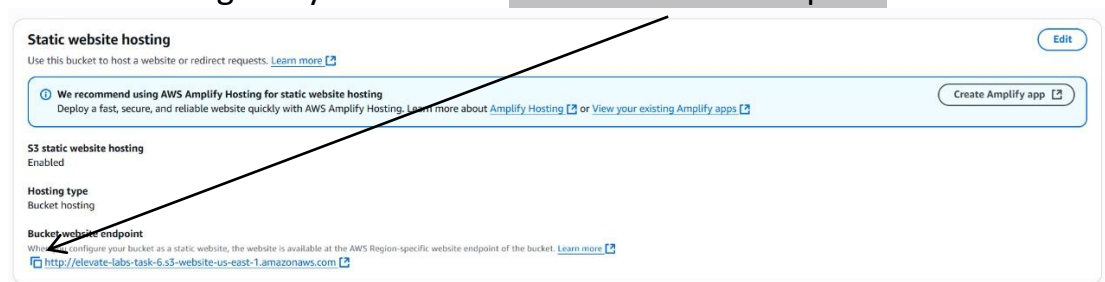 Static website hosting
Edit
Use this bucket to host a website or redirect requests. Learn more
We recommend using AWS Amplify Hosting for static website hosting
Deploy a fast, secure, and reliable website quickly with AWS Amplify Hosting. Learn more about Amplify Hosting or View your existing Amplify apps
Create Amplify app
S3 static website hosting
Enabled
Hosting type
Bucket hosting
Bucket website endpoint
When you configure your bucket as a static website, the website is available at the AWS Region-specific website endpoint of the bucket. Learn more
http://elevate-labs-task-6.s3-website-us-east-1.amazonaws.com